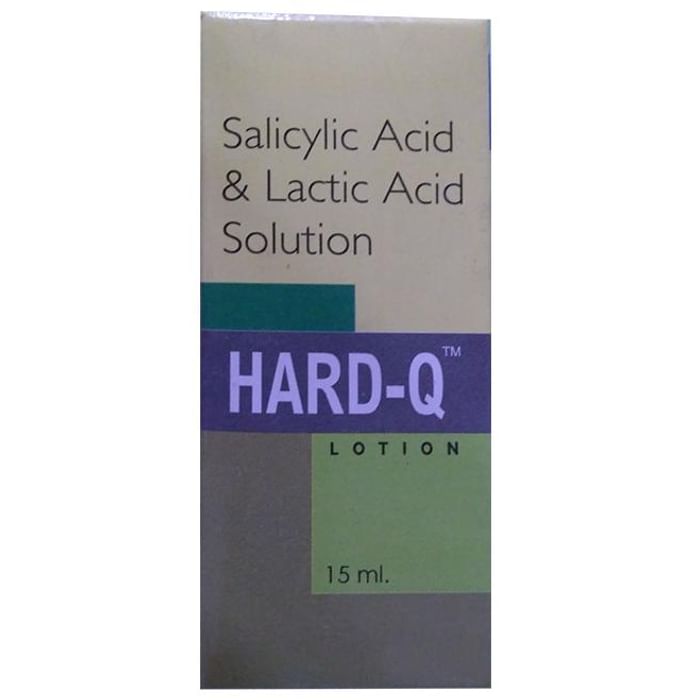 Salicylic Acid
& Lactic Acid
Solution
HARD-Q™
LOTION
15 ml.